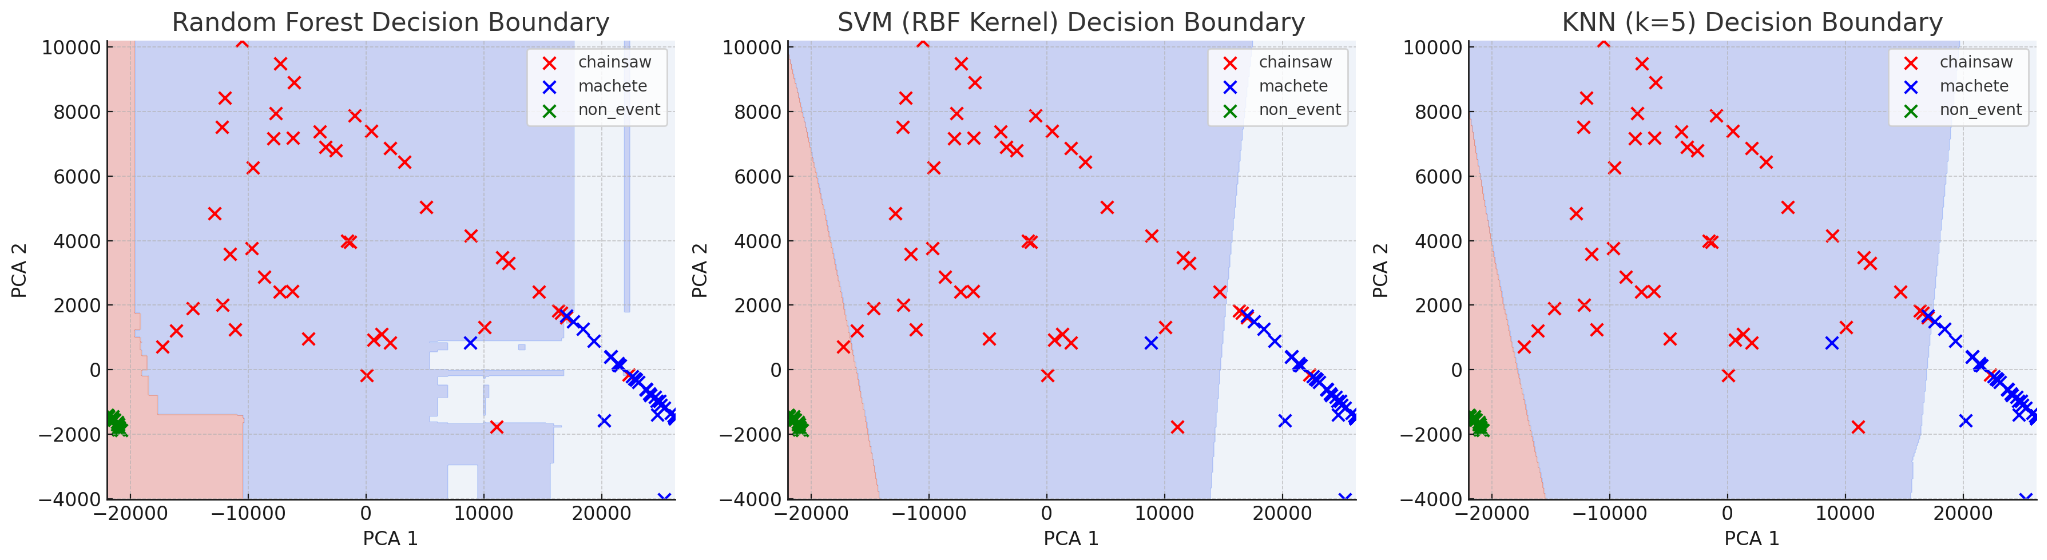 Random Forest Decision Boundary
chainsaw
machete
non_event
10000
8000
6000
4000
2000
0
−2000
−4000
PCA 2
−20000
−10000
0
10000
20000
PCA 1
SVM (RBF Kernel) Decision Boundary
chainsaw
machete
non_event
10000
8000
6000
4000
2000
0
−2000
−4000
PCA 2
−20000
−10000
0
10000
20000
PCA 1
KNN (k=5) Decision Boundary
chainsaw
machete
non_event
10000
8000
6000
4000
2000
0
−2000
−4000
PCA 2
−20000
−10000
0
10000
20000
PCA 1